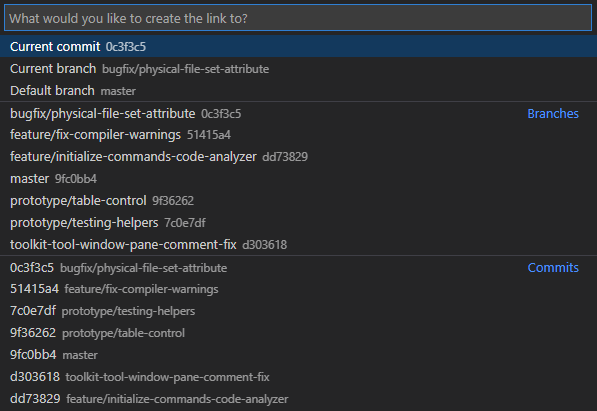 What would you like to create the link to?
Current commit 0c3f3c5
Current branch bugfix/physical-file-set-attribute
Default branch master
bugfix/physical-file-set-attribute 0c3f3c5 Branches
feature/fix-compiler-warnings 51415a4
feature/initialize-commands-code-analyzer dd73829
master 9fc0bb4
prototype/table-control 9f36262
prototype/testing-helpers 7c0e7df
toolkit-tool-window-pane-comment-fix d303618
0c3f3c5 bugfix/physical-file-set-attribute Commits
51415a4 feature/fix-compiler-warnings
7c0e7df prototype/testing-helpers
9f36262 prototype/table-control
9fc0bb4 master
d303618 toolkit-tool-window-pane-comment-fix
dd73829 feature/initialize-commands-code-analyzer